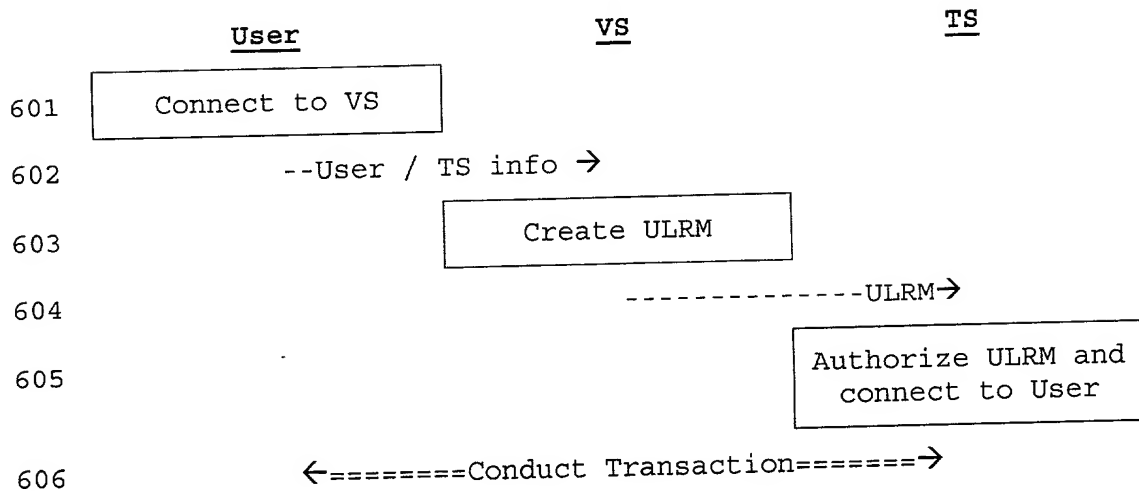 User VS TS
601 Connect to VS
602 --User / TS info →
603 Create ULRM
604 --------------ULRM→
605 Authorize ULRM and
connect to User
606 ←========Conduct Transaction=======→